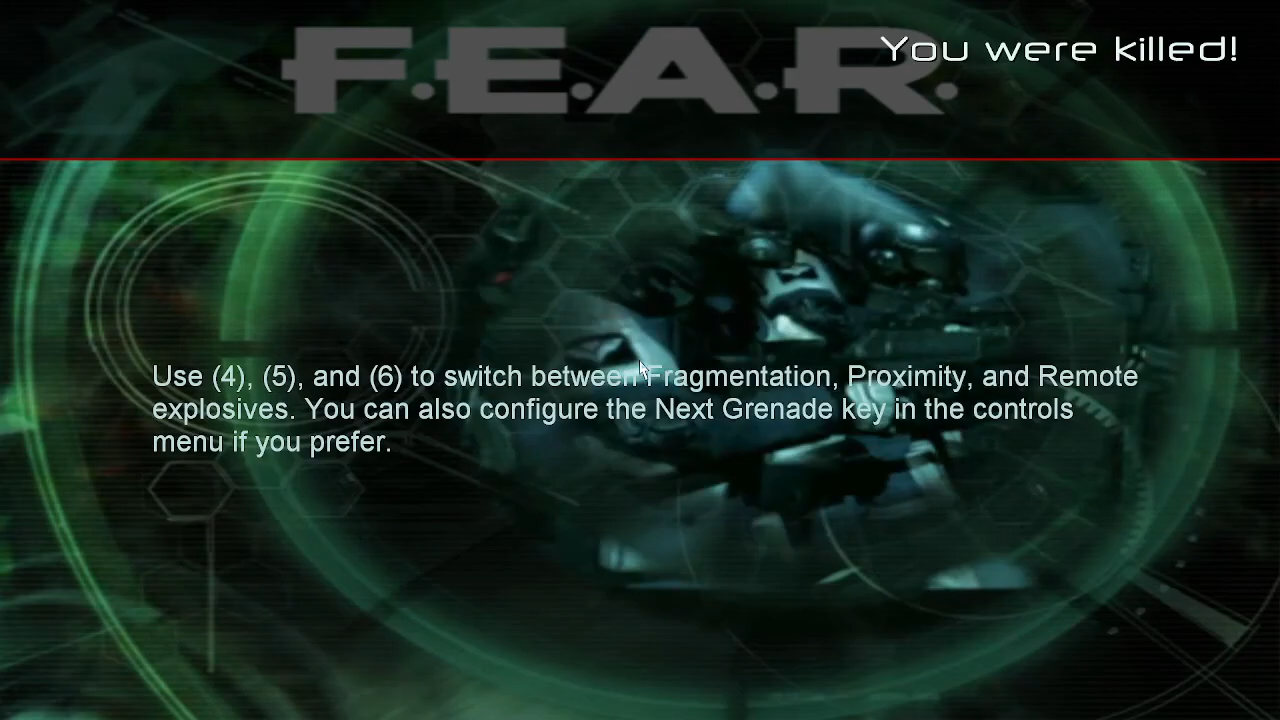 F.E.A.R.
You were killed!
Use (4), (5), and (6) to switch between Fragmentation, Proximity, and Remote
explosives. You can also configure the Next Grenade key in the controls
menu if you prefer.